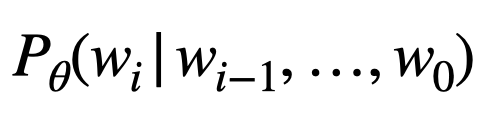 P_θ(w_i | w_{i−1}, …, w_0)